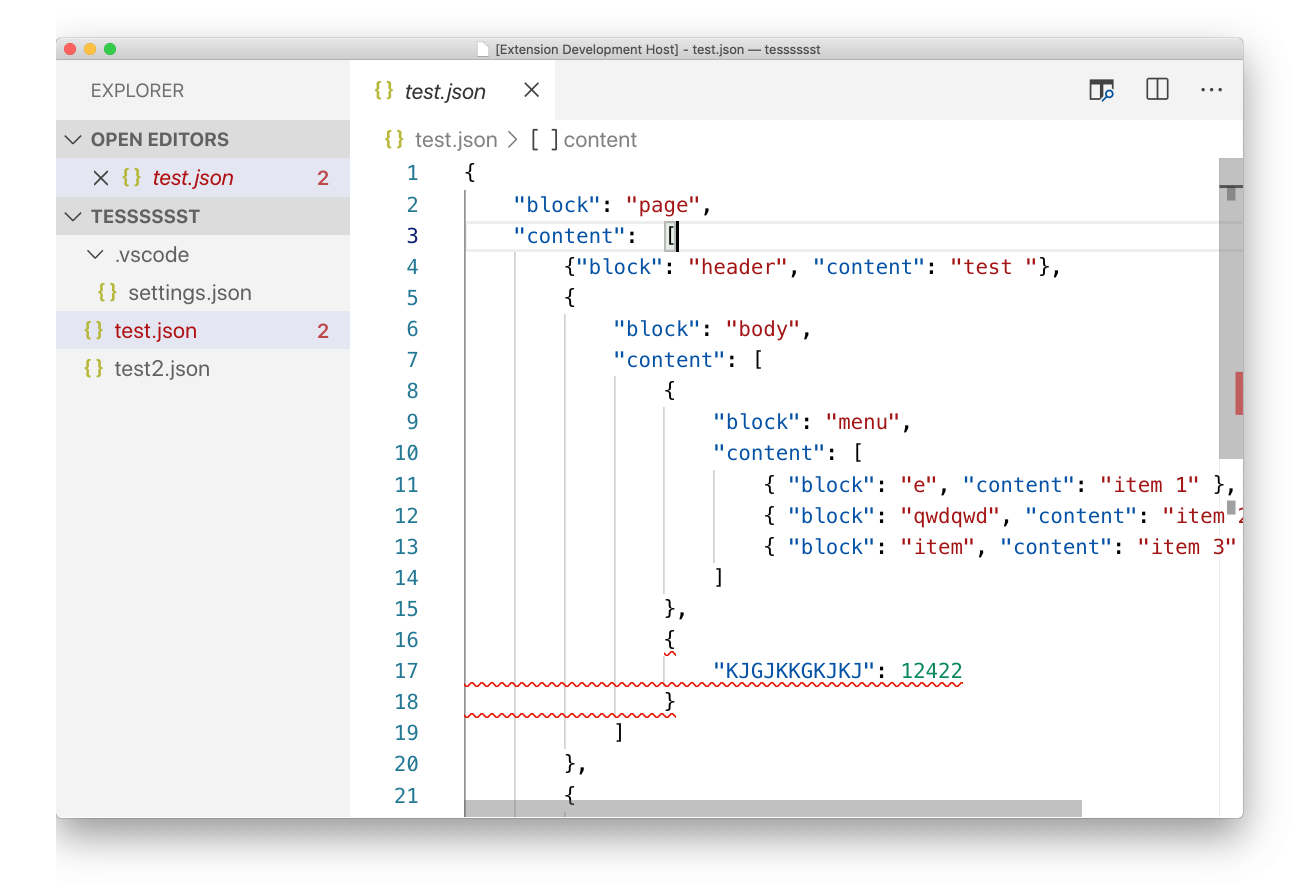 [Extension Development Host] - test.json — tesssssst
EXPLORER
OPEN EDITORS
{} test.json 2
TESSSSSST
.vscode
{} settings.json
{} test.json 2
{} test2.json
{} test.json
{} test.json > [ ] content
1 {
2 "block": "page",
3 "content":  [
4 {"block": "header", "content": "test "},
5 {
6 "block": "body",
7 "content": [
8 {
9 "block": "menu",
10 "content": [
11 { "block": "e", "content": "item 1" },
12 { "block": "qwdqwd", "content": "item 2
13 { "block": "item", "content": "item 3"
14 ]
15 },
16 {
17 "KJGJKKGKJKJ": 12422
18 }
19 ]
20 },
21 {